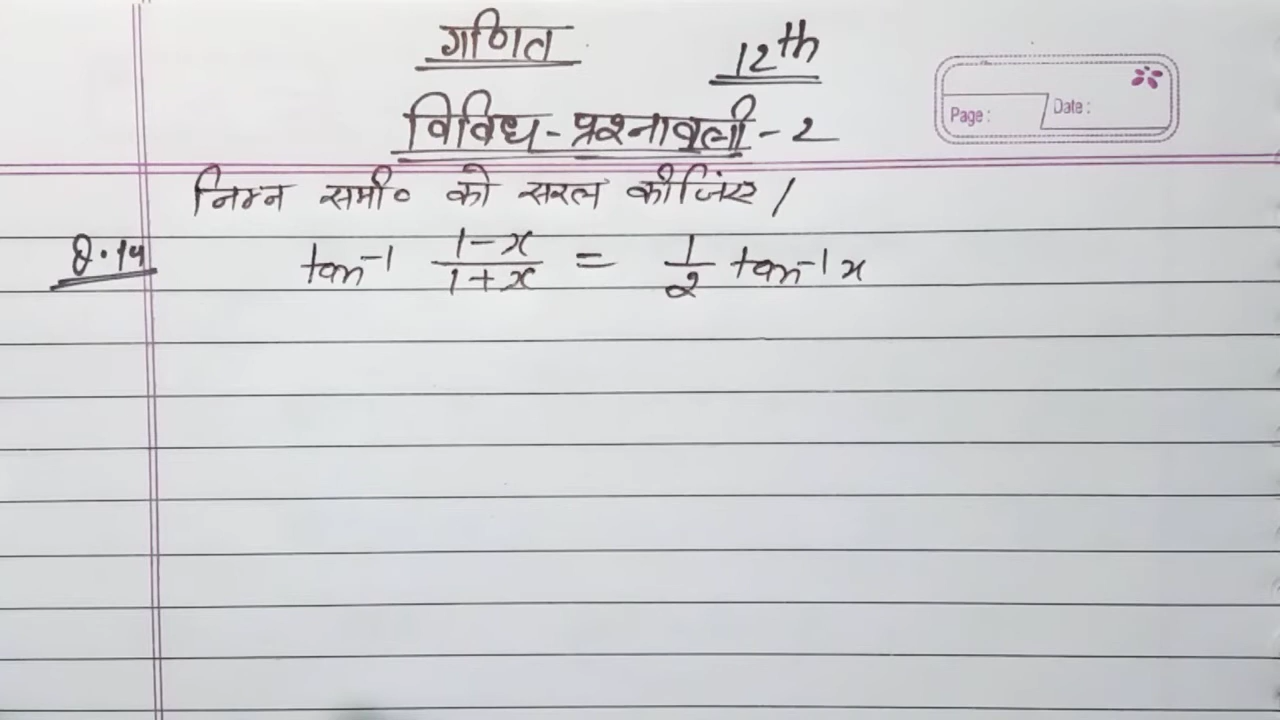 गणित 12th
Page: Date:
विविध-प्रश्नावली-2
निम्न समी० को सरल कीजिए /
Q.14 tan⁻¹ (1-x)/(1+x) = 1/2 tan⁻¹x